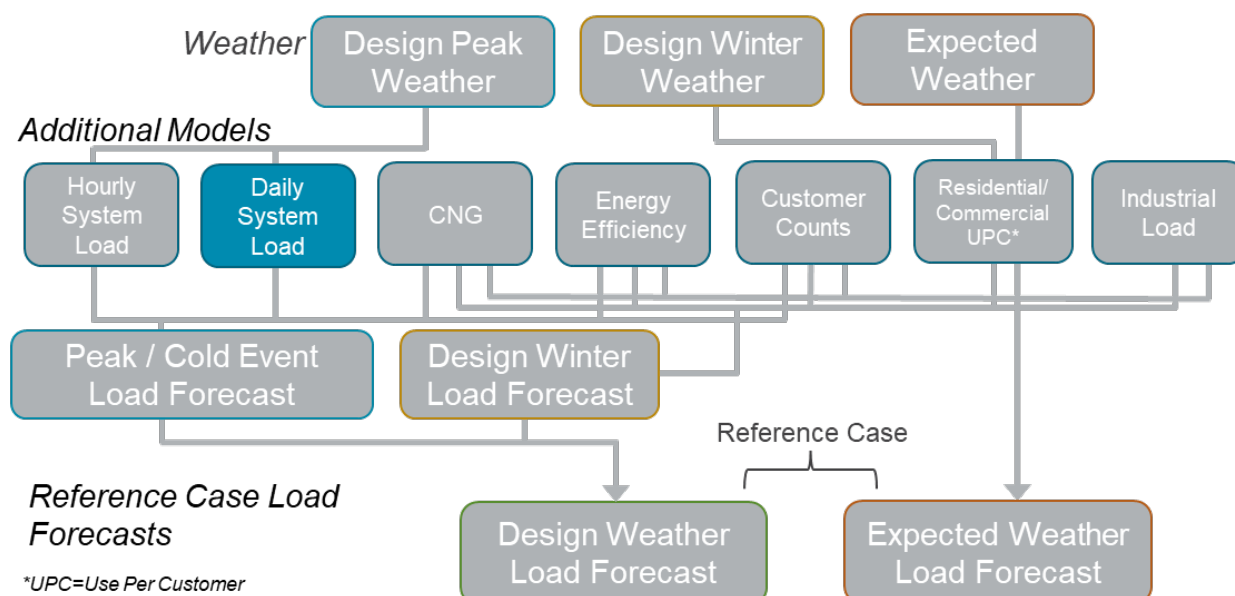 Weather
Design Peak
Weather
Design Winter
Weather
Expected
Weather
Additional Models
Hourly
System
Load
Daily
System
Load
CNG
Energy
Efficiency
Customer
Counts
Residential/
Commercial
UPC*
Industrial
Load
Peak / Cold Event
Load Forecast
Design Winter
Load Forecast
Reference Case
Reference Case Load
Forecasts
Design Weather
Load Forecast
Expected Weather
Load Forecast
*UPC=Use Per Customer